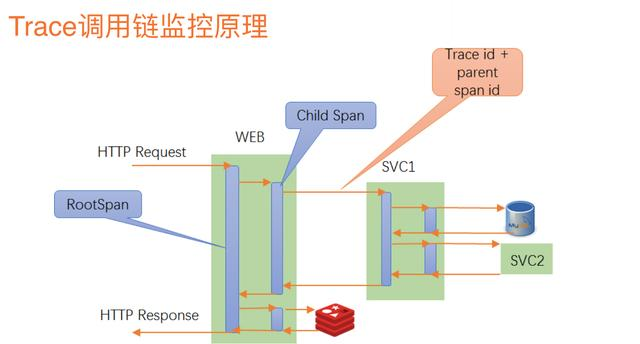 Trace调用链监控原理
Trace id +
parent
span id
Child Span
WEB
HTTP Request
SVC1
RootSpan
SVC2
HTTP Response